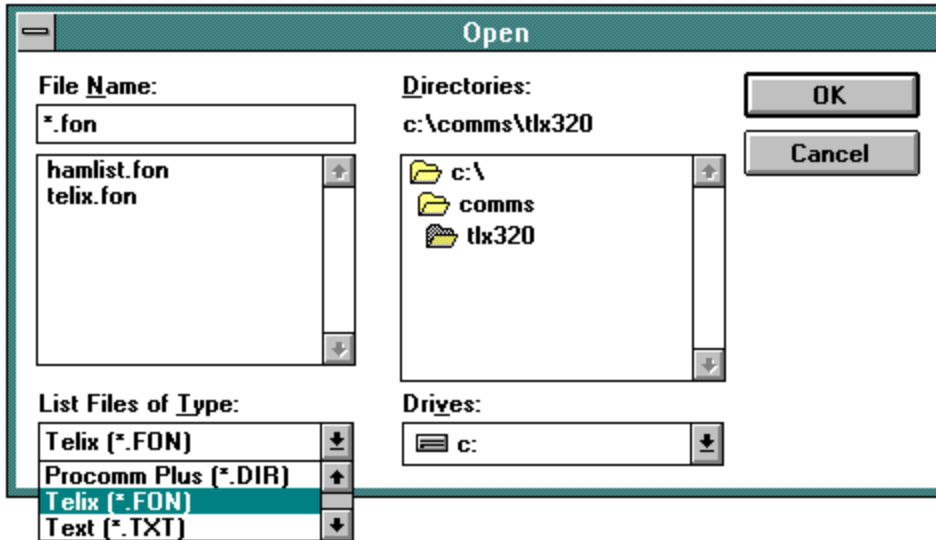 Open
File Name:
*.fon
hamlist.fon
telix.fon
List Files of Type:
Telix (*.FON)
Procomm Plus (*.DIR)
Telix (*.FON)
Text (*.TXT)
Directories:
c:\comms\tlx320
c:\
comms
tlx320
Drives:
c:
OK
Cancel